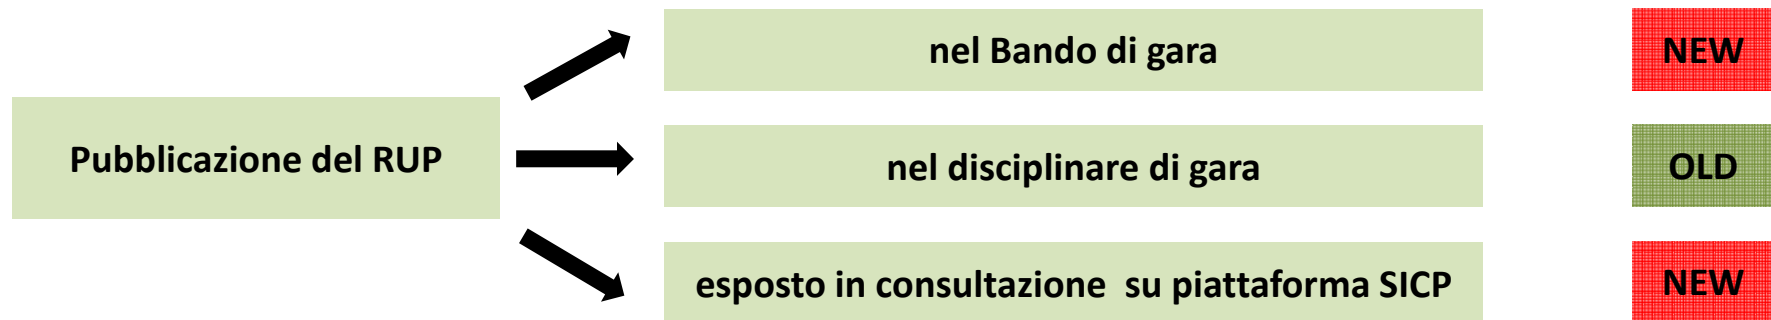 nel Bando di gara
NEW
Pubblicazione del RUP
nel disciplinare di gara
OLD
esposto in consultazione su piattaforma SICP
NEW